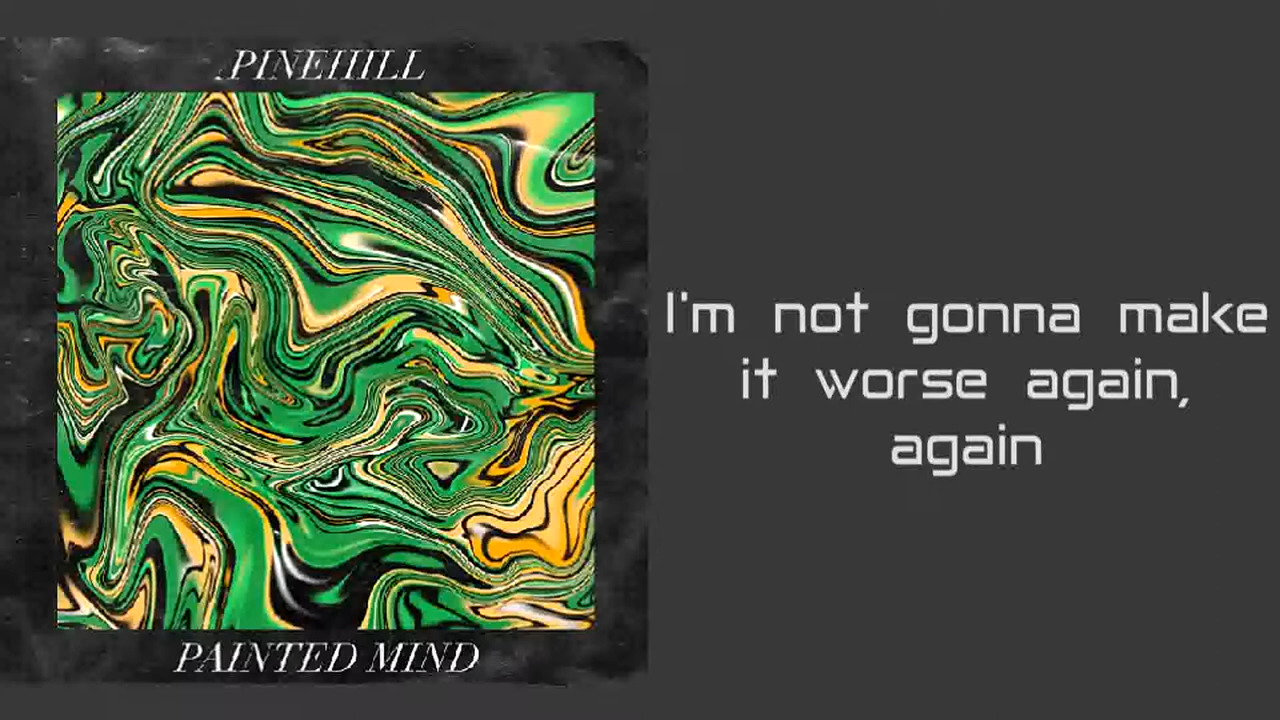 PINEHILL
PAINTED MIND
I'm not gonna make
it worse again,
again